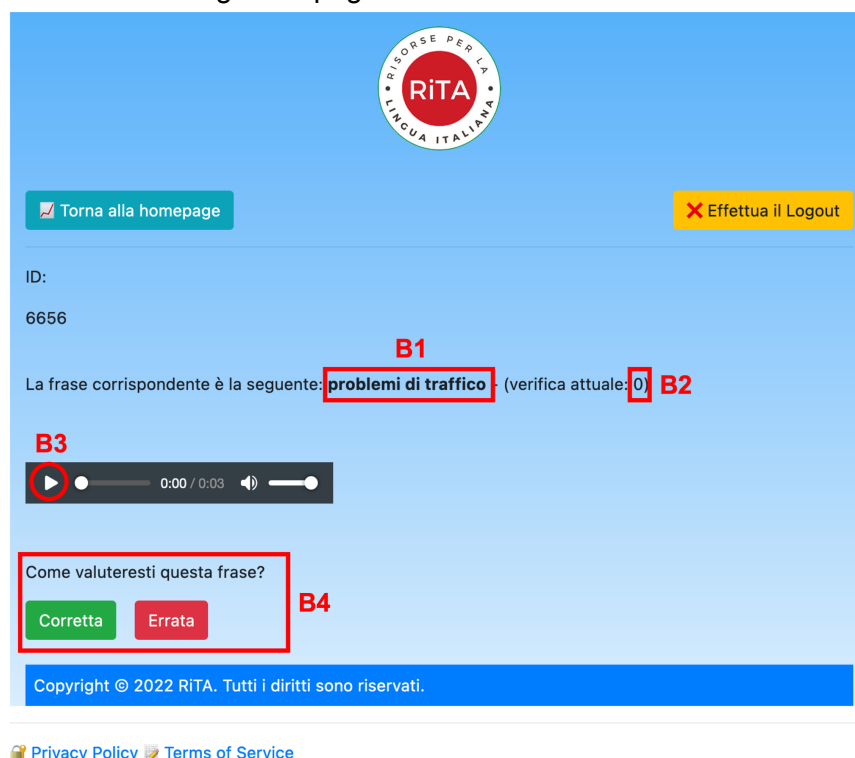 RISORSE PER LA
RiTA
LINGUA ITALIANA
Torna alla homepage
Effettua il Logout
ID:
6656
B1
La frase corrispondente è la seguente: problemi di traffico - (verifica attuale: 0)
B2
B3
0:00 / 0:03
Come valuteresti questa frase?
B4
Corretta Errata
Copyright © 2022 RiTA. Tutti i diritti sono riservati.
Privacy Policy Terms of Service